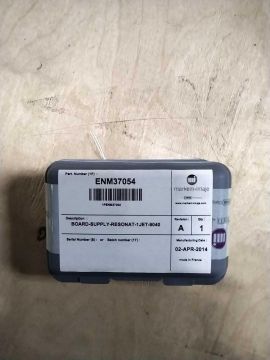 Part Number (1P) :
ENM37054
markem-imaje
Description :
BOARD-SUPPLY-RESONAT-1JET-9040
Revision :
A
Qty :
1
Serial Number (S) : or : Batch number (1T) :
Manufacturing Date :
02-APR-2014
made in France